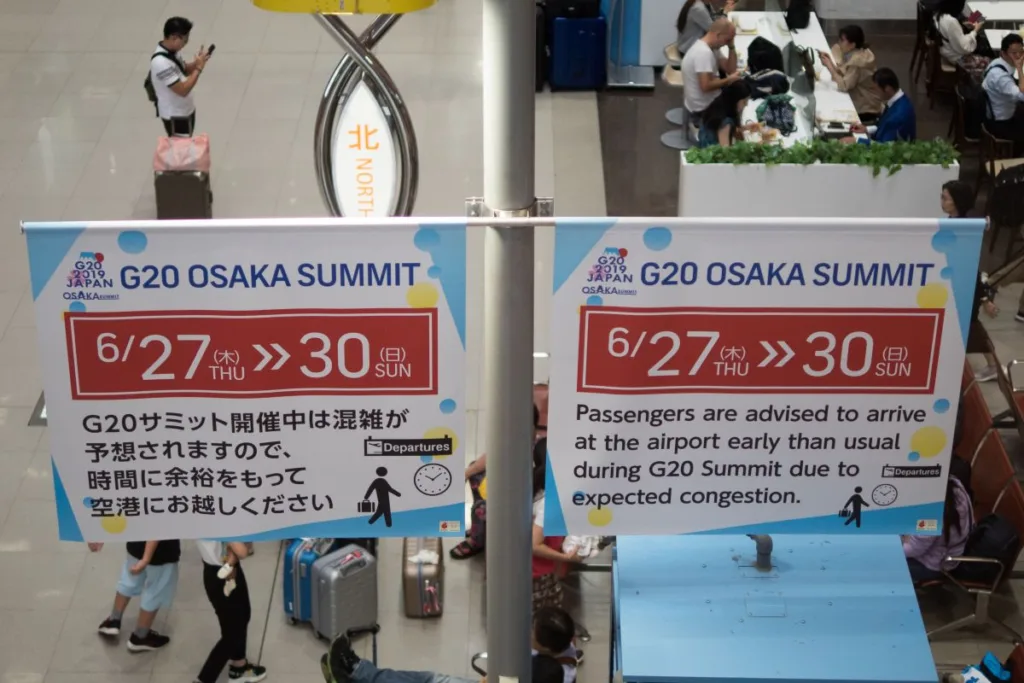 北
NORTH
G20
2019
JAPAN
OSAKA SUMMIT
G20 OSAKA SUMMIT
6/27(木)THU >> 30(日)SUN
G20サミット開催中は混雑が
予想されますので、
時間に余裕をもって
空港にお越しください
Departures
G20
2019
JAPAN
OSAKA SUMMIT
G20 OSAKA SUMMIT
6/27(木)THU >> 30(日)SUN
Passengers are advised to arrive
at the airport early than usual
during G20 Summit due to
expected congestion.
Departures